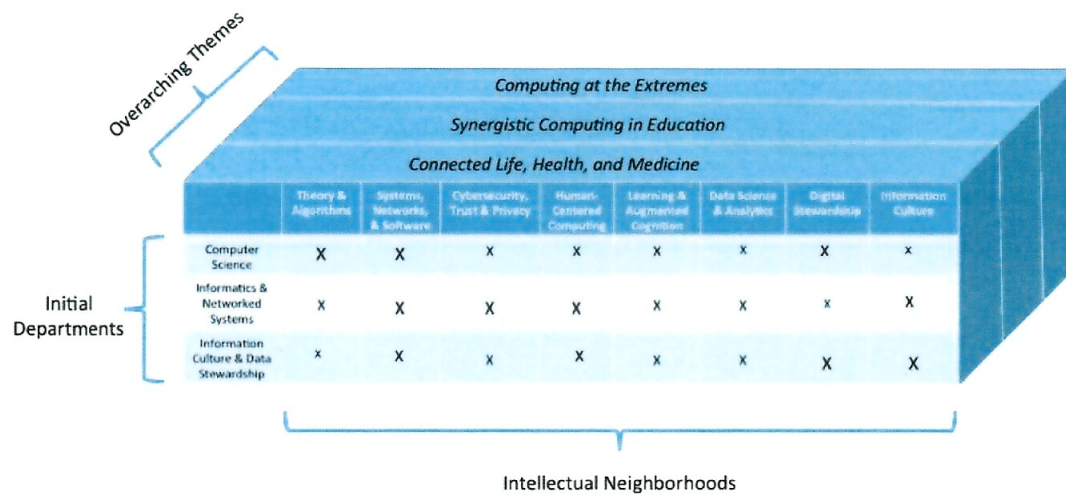 Overarching Themes
Computing at the Extremes
Synergistic Computing in Education
Connected Life, Health, and Medicine
Theory &
Algorithms
Systems,
Networks,
& Software
Cybersecurity,
Trust & Privacy
Human-
Centered
Computing
Learning &
Augmented
Cognition
Data Science
& Analytics
Digital
Stewardship
Information
Culture
Initial
Departments
Computer
Science
X X X X X X X X
Informatics &
Networked
Systems
X X X X X X X X
Information
Culture & Data
Stewardship
X X X X X X X X
Intellectual Neighborhoods